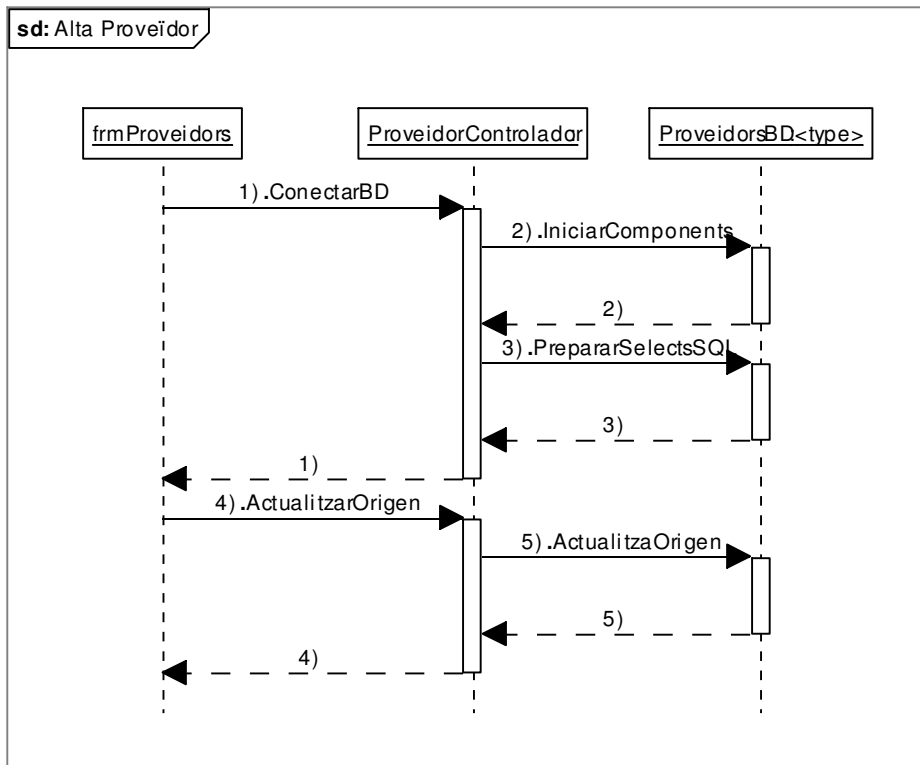 sd: Alta Proveïdor
frmProveidors
ProveidorControlador
ProveidorsBD:<type>
1).ConectarBD
2).IniciarComponents
2)
3).PrepararSelectsSQL
3)
1)
4).ActualitzarOrigen
5).ActualitzaOrigen
5)
4)